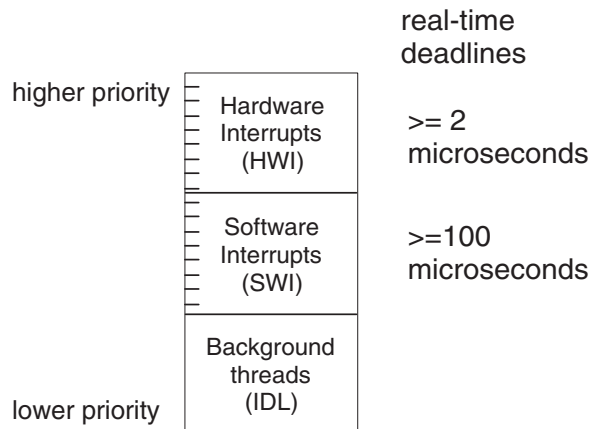 real-time
deadlines
higher priority
Hardware
Interrupts
(HWI)
>= 2
microseconds
Software
Interrupts
(SWI)
>=100
microseconds
Background
threads
(IDL)
lower priority